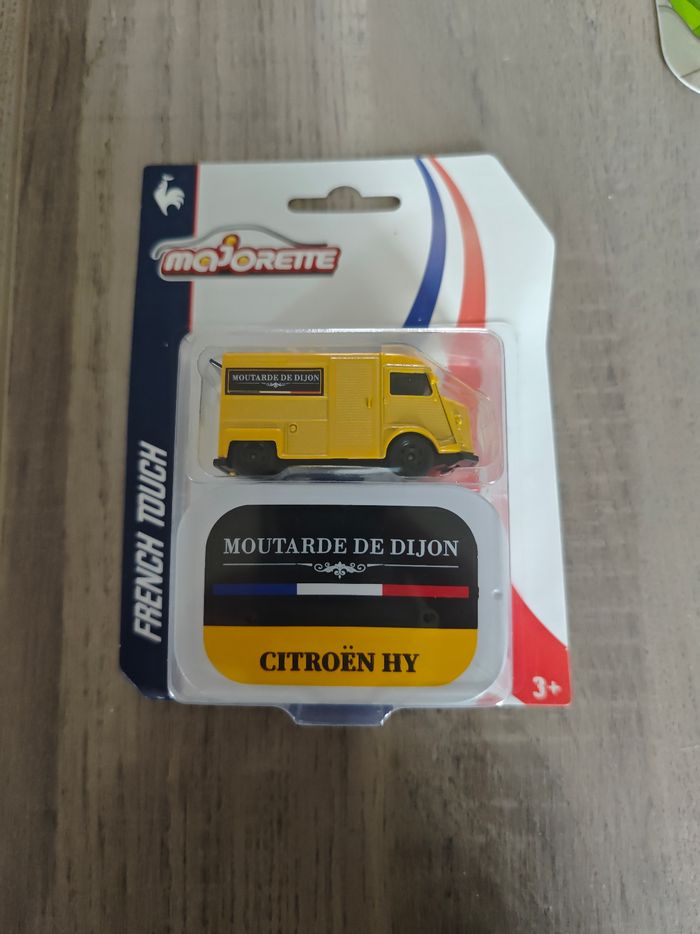 MAJORETTE
MOUTARDE DE DIJON
FRENCH TOUCH
MOUTARDE DE DIJON
CITROËN HY
3+